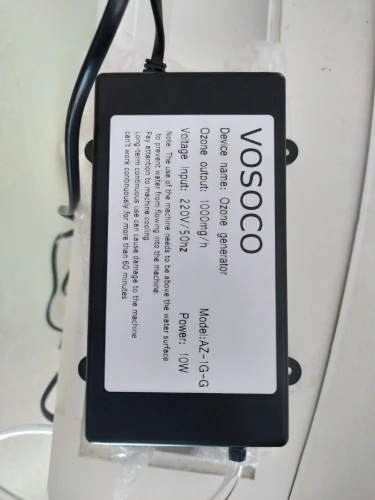 VOSOCO
Device name: Ozone generator
Ozone output: 1000mg/h Model:AZ-1G-G
Voltage Input: 220V/50hz Power: 10W
Note: The use of the machine needs to be above the water surface
to prevent water from flowing into the machine.
Pay attention to machine cooling
Long-term continuous use can cause damage to the machine
can't work continuously for more than 60 minutes